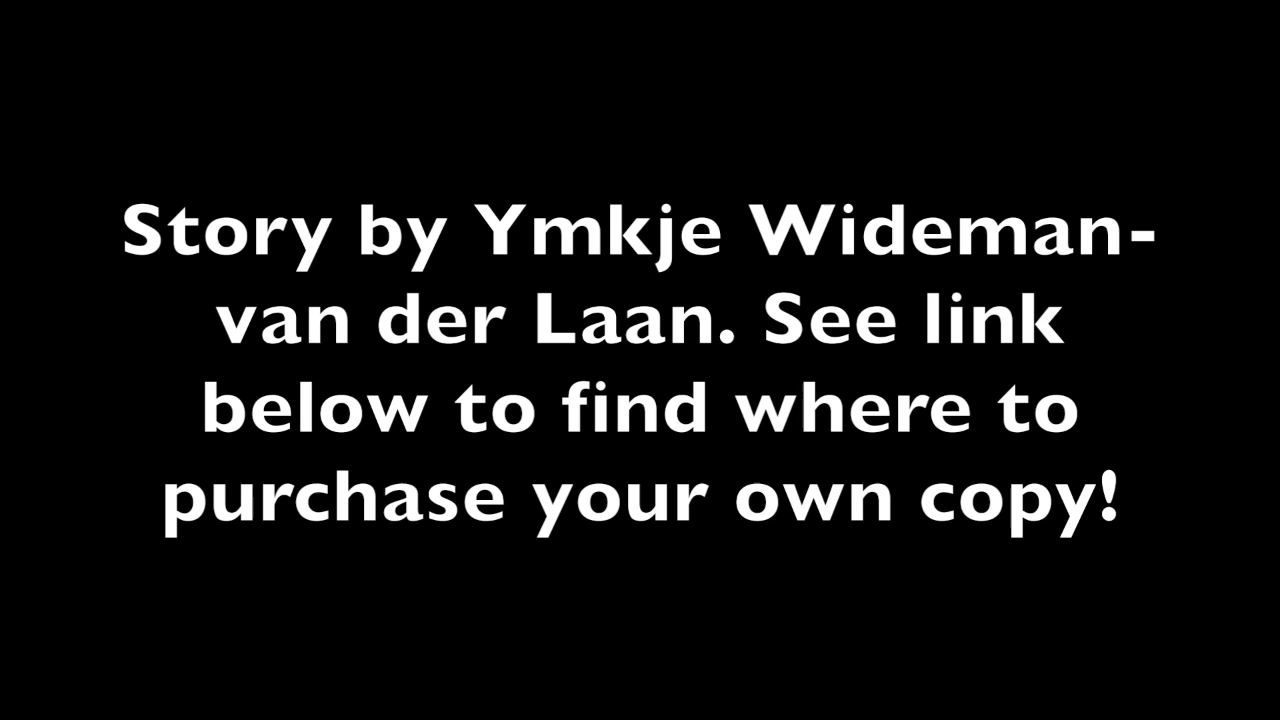 Story by Ymkje Wideman-
van der Laan. See link
below to find where to
purchase your own copy!